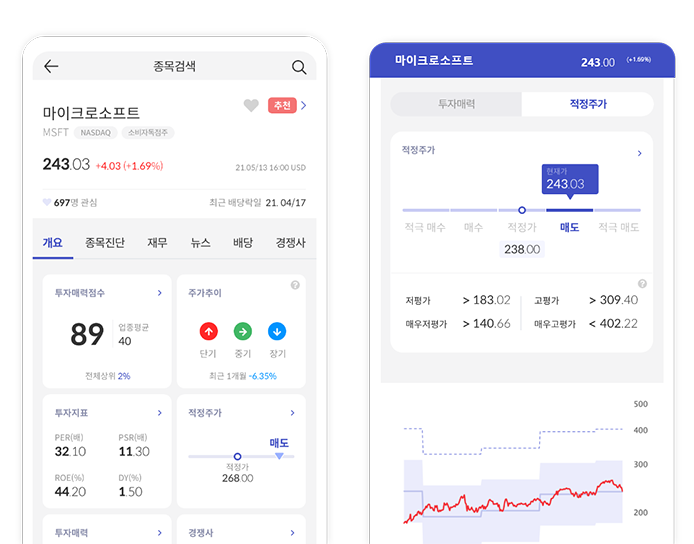 종목검색
마이크로소프트
추천
MSFT NASDAQ 소비자독점주
243.03 +4.03 (+1.69%) 21.05/13 16:00 USD
697명 관심 최근 배당락일 21. 04/17
개요 종목진단 재무 뉴스 배당 경쟁사
투자매력점수
89 업종평균
40
전체상위 2%
주가추이
?
단기 중기 장기
최근 1개월 -6.35%
투자지표
PER(배) PSR(배)
32.10 11.30
ROE(%) DY(%)
44.20 1.50
적정주가
매도
적정가
268.00
투자매력
경쟁사
마이크로소프트 243.00 (+1.69%)
투자매력 적정주가
적정주가
현재가
243.03
적극 매수 매수 적정가 매도 적극 매도
238.00
?
저평가 > 183.02 고평가 > 309.40
매우저평가 > 140.66 매우고평가 < 402.22
500
400
300
200